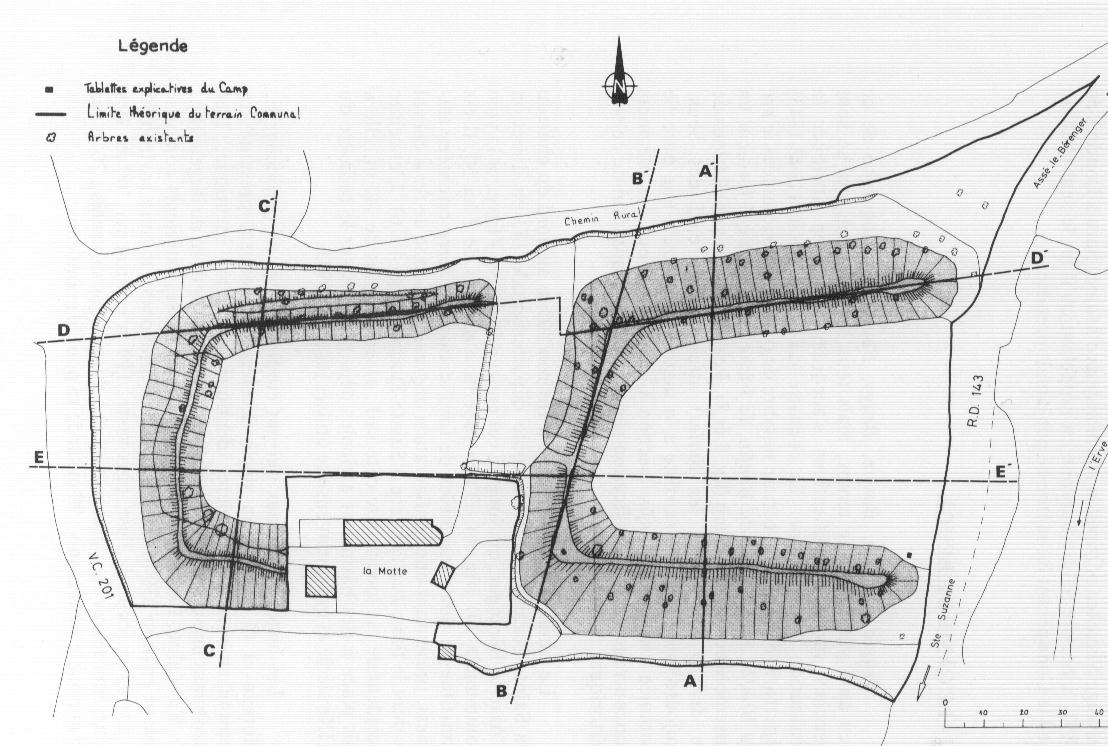 Légende
Tablettes explicatives du Camp
Limite théorique du terrain Communal
Arbres existants
N
A´
B´
C´
Assé-le-Bérenger
Chemin Rural
D´
D
R.D. 143
E
E´
l'Erve
V.C. 201
la Motte
Ste Suzanne
C
B
A
0
10
20
30
40